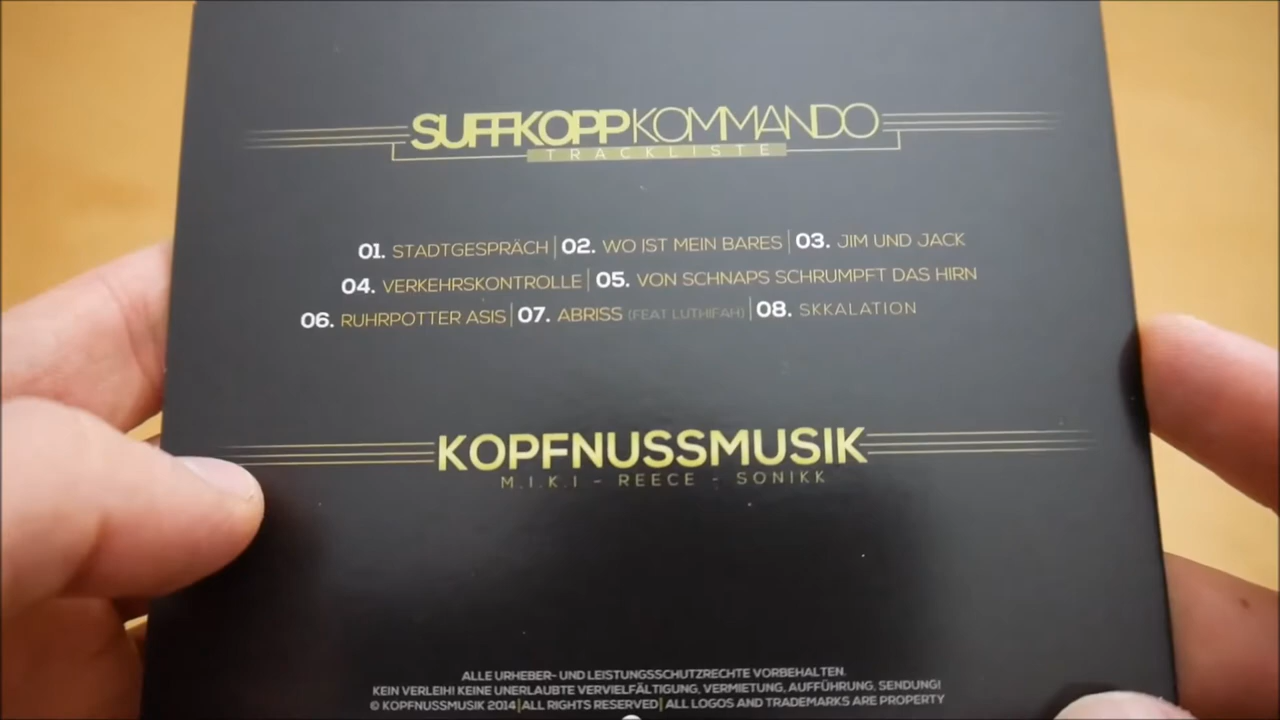 SUFFKOPPKOMMANDO
TRACKLISTE
01. STADTGESPRÄCH | 02. WO IST MEIN BARES | 03. JIM UND JACK
04. VERKEHRSKONTROLLE | 05. VON SCHNAPS SCHRUMPFT DAS HIRN
06. RUHRPOTTER ASIS | 07. ABRISS (FEAT LUTHIFAH) | 08. SKKALATION
KOPFNUSSMUSIK
M.I.K.I - REECE - SONIKK
ALLE URHEBER- UND LEISTUNGSSCHUTZRECHTE VORBEHALTEN.
KEIN VERLEIH! KEINE UNERLAUBTE VERVIELFÄLTIGUNG, VERMIETUNG, AUFFÜHRUNG, SENDUNG!
© KOPFNUSSMUSIK 2014 | ALL RIGHTS RESERVED | ALL LOGOS AND TRADEMARKS ARE PROPERTY